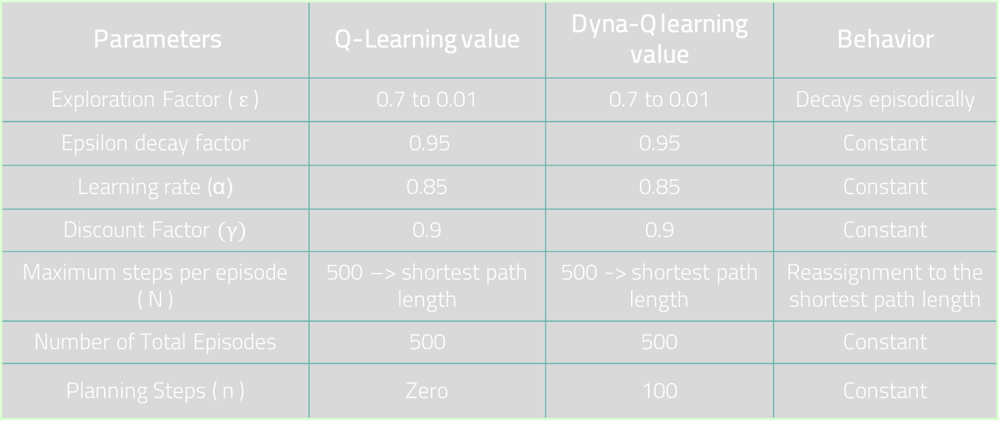 Parameters
Q-Learning value
Dyna-Q learning
value
Behavior
Exploration Factor ( ε )
0.7 to 0.01
0.7 to 0.01
Decays episodically
Epsilon decay factor
0.95
0.95
Constant
Learning rate (α)
0.85
0.85
Constant
Discount Factor (γ)
0.9
0.9
Constant
Maximum steps per episode
( N )
500 –> shortest path
length
500 -> shortest path
length
Reassignment to the
shortest path length
Number of Total Episodes
500
500
Constant
Planning Steps ( n )
Zero
100
Constant